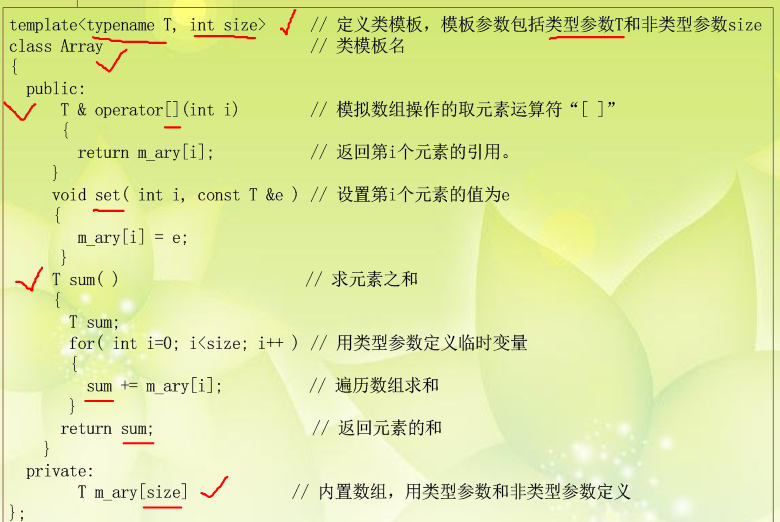 template<typename T, int size> // 定义类模板，模板参数包括类型参数T和非类型参数size
class Array // 类模板名
{
public:
T & operator[](int i) // 模拟数组操作的取元素运算符“[ ]”
{
return m_ary[i]; // 返回第i个元素的引用。
}
void set( int i, const T &e ) // 设置第i个元素的值为e
{
m_ary[i] = e;
}
T sum( ) // 求元素之和
{
T sum;
for( int i=0; i<size; i++ ) // 用类型参数定义临时变量
{
sum += m_ary[i]; // 遍历数组求和
}
return sum; // 返回元素的和
}
private:
T m_ary[size] // 内置数组，用类型参数和非类型参数定义
};